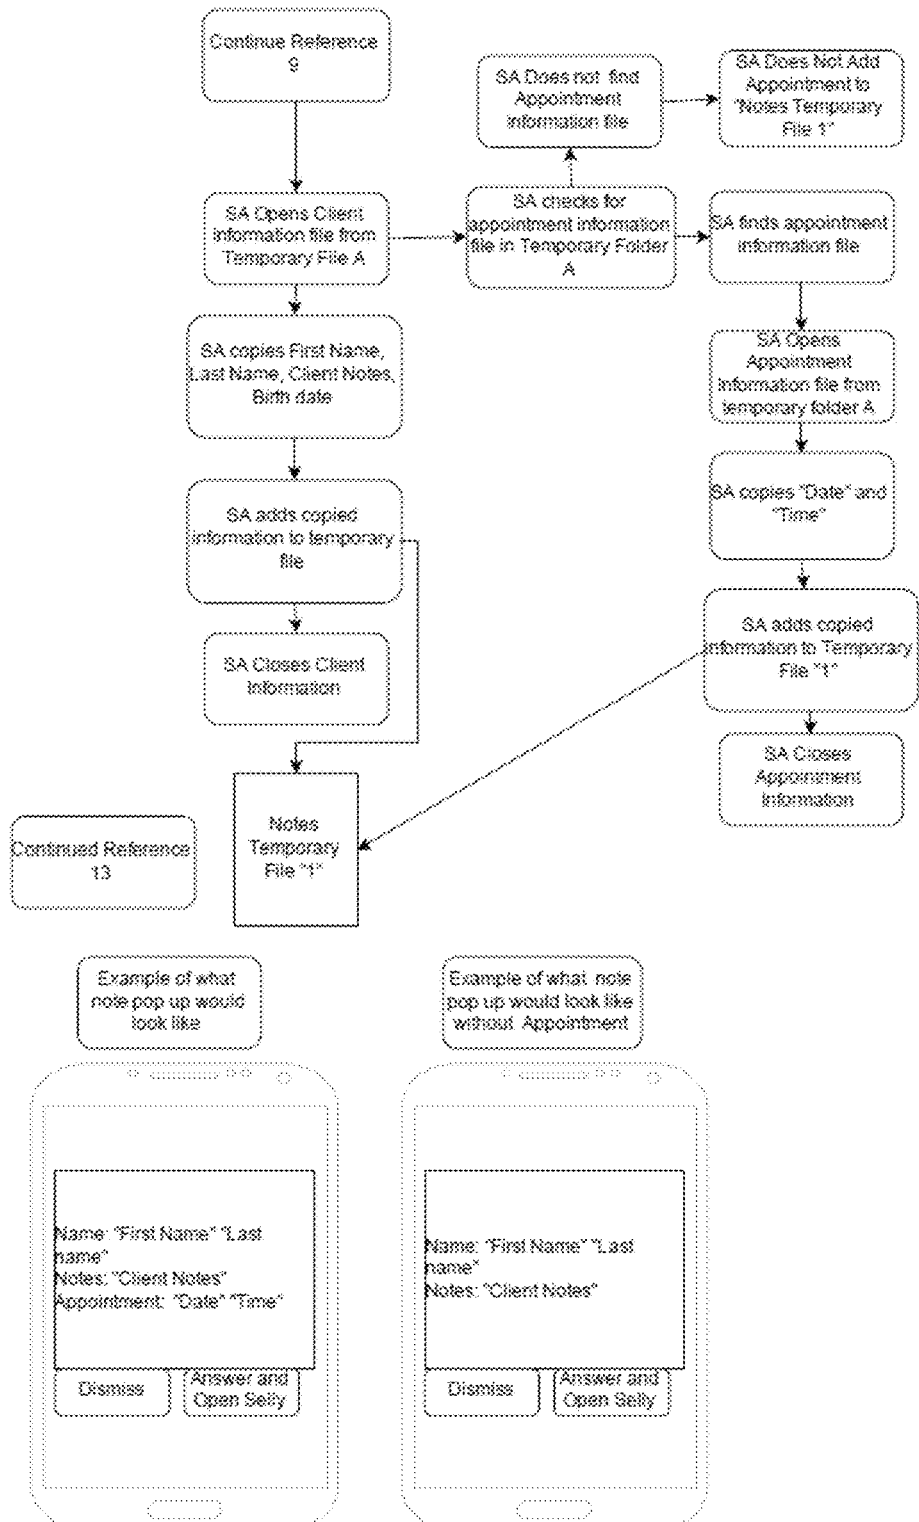 Continue Reference
9
SA Does not find
Appointment
information file
SA Does Not Add
Appointment to
"Notes Temporary
File 1"
SA Opens Client
information file from
Temporary File A
SA checks for
appointment information
file in Temporary Folder
A
SA finds appointment
information file
SA copies First Name,
Last Name, Client Notes,
Birth date
SA Opens
Appointment
Information file from
temporary folder A
SA adds copied
information to temporary
file
SA copies "Date" and
"Time"
SA Closes Client
Information
SA adds copied
information to Temporary
File "1"
SA Closes
Appointment
Information
Notes
Temporary
File "1"
Continued Reference
13
Example of what
note pop up would
look like
Example of what note
pop up would look like
without Appointment
Name: "First Name" "Last
name"
Notes: "Client Notes"
Appointment: "Date" "Time"
Dismiss
Answer and
Open Selly
Name: "First Name" "Last
name"
Notes: "Client Notes"
Dismiss
Answer and
Open Selly